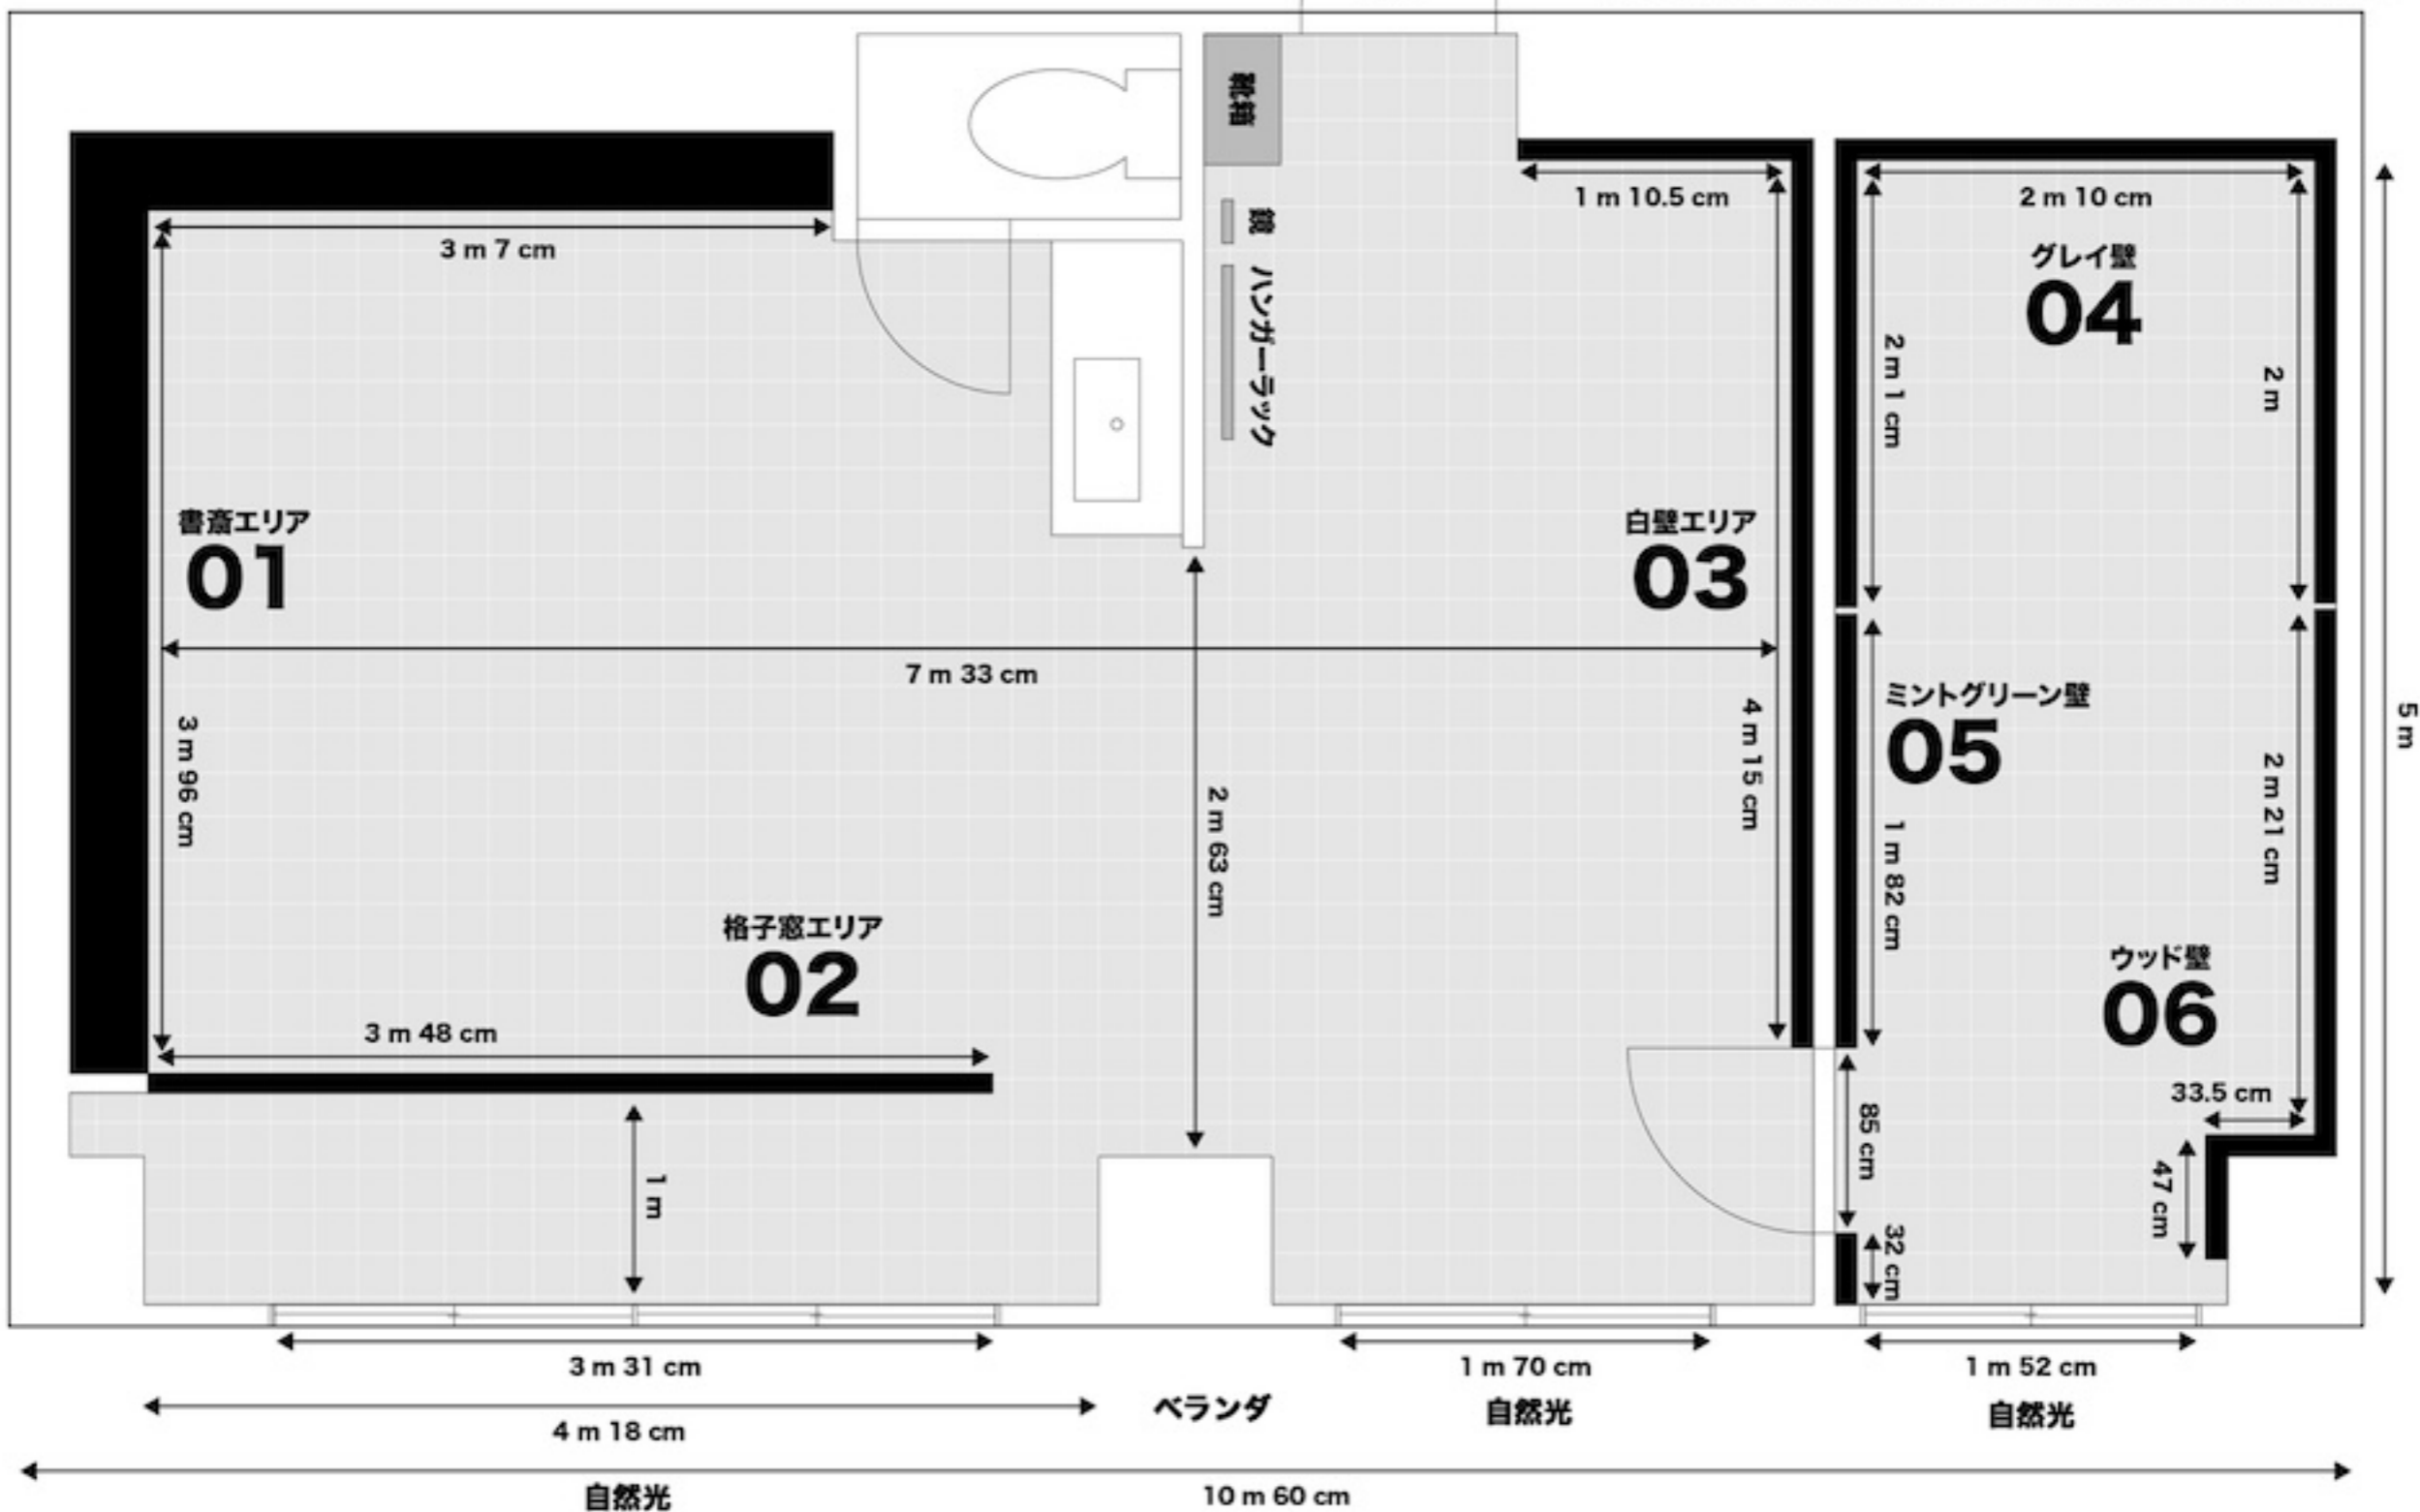 靴箱
鏡
ハンガーラック
3 m 7 cm
1 m 10.5 cm
2 m 10 cm
グレイ壁
04
2 m 1 cm
2 m
書斎エリア
01
白壁エリア
03
7 m 33 cm
3 m 96 cm
4 m 15 cm
2 m 63 cm
ミントグリーン壁
05
1 m 82 cm
2 m 21 cm
5 m
格子窓エリア
02
3 m 48 cm
ウッド壁
06
33.5 cm
85 cm
47 cm
32 cm
1 m
3 m 31 cm
1 m 70 cm
1 m 52 cm
4 m 18 cm
ベランダ
自然光
自然光
自然光
10 m 60 cm